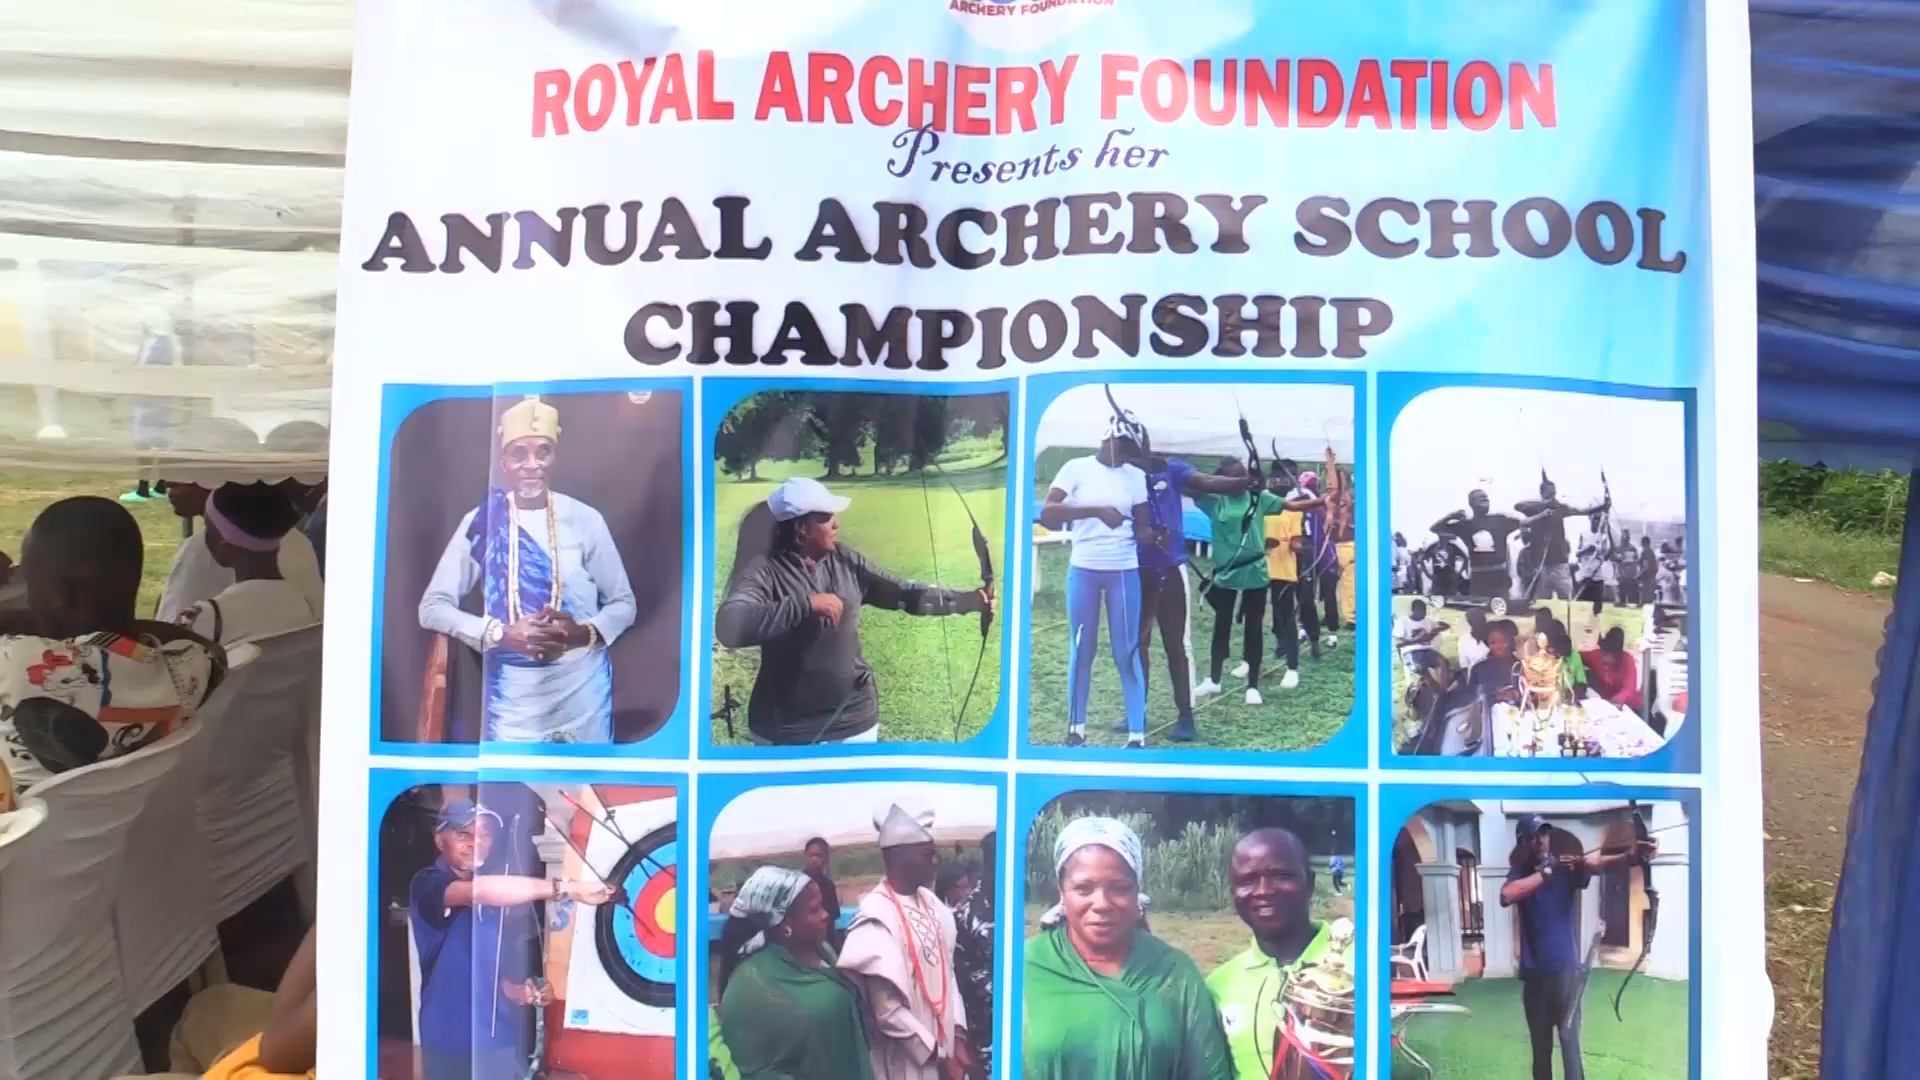 ARCHERY FOUNDATION
ROYAL ARCHERY FOUNDATION
Presents her
ANNUAL ARCHERY SCHOOL
CHAMPIONSHIP